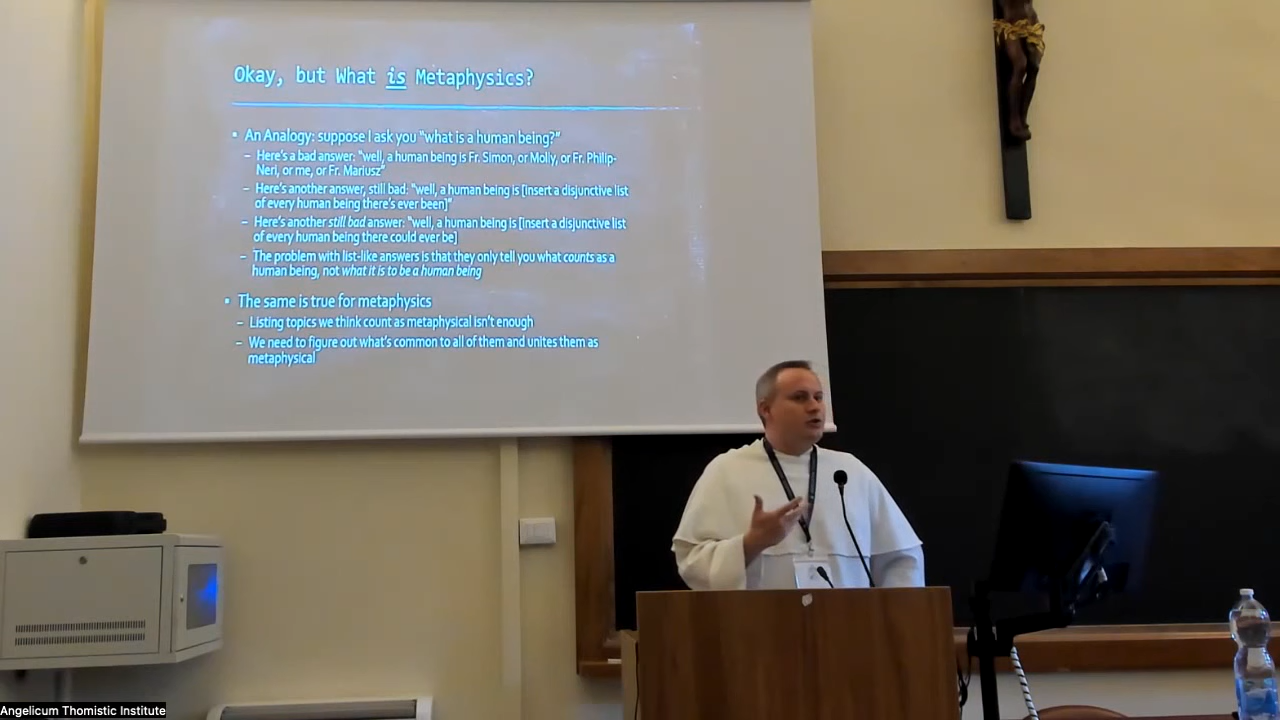 Okay, but What is Metaphysics?
▪ An Analogy: suppose I ask you "what is a human being?"
– Here's a bad answer: "well, a human being is Fr. Simon, or Molly, or Fr. Philip-
Neri, or me, or Fr. Mariusz"
– Here's another answer, still bad: "well, a human being is [insert a disjunctive list
of every human being there's ever been]"
– Here's another still bad answer: "well, a human being is [insert a disjunctive list
of every human being there could ever be]
– The problem with list-like answers is that they only tell you what counts as a
human being, not what it is to be a human being
▪ The same is true for metaphysics
– Listing topics we think count as metaphysical isn't enough
– We need to figure out what's common to all of them and unites them as
metaphysical
Angelicum Thomistic Institute